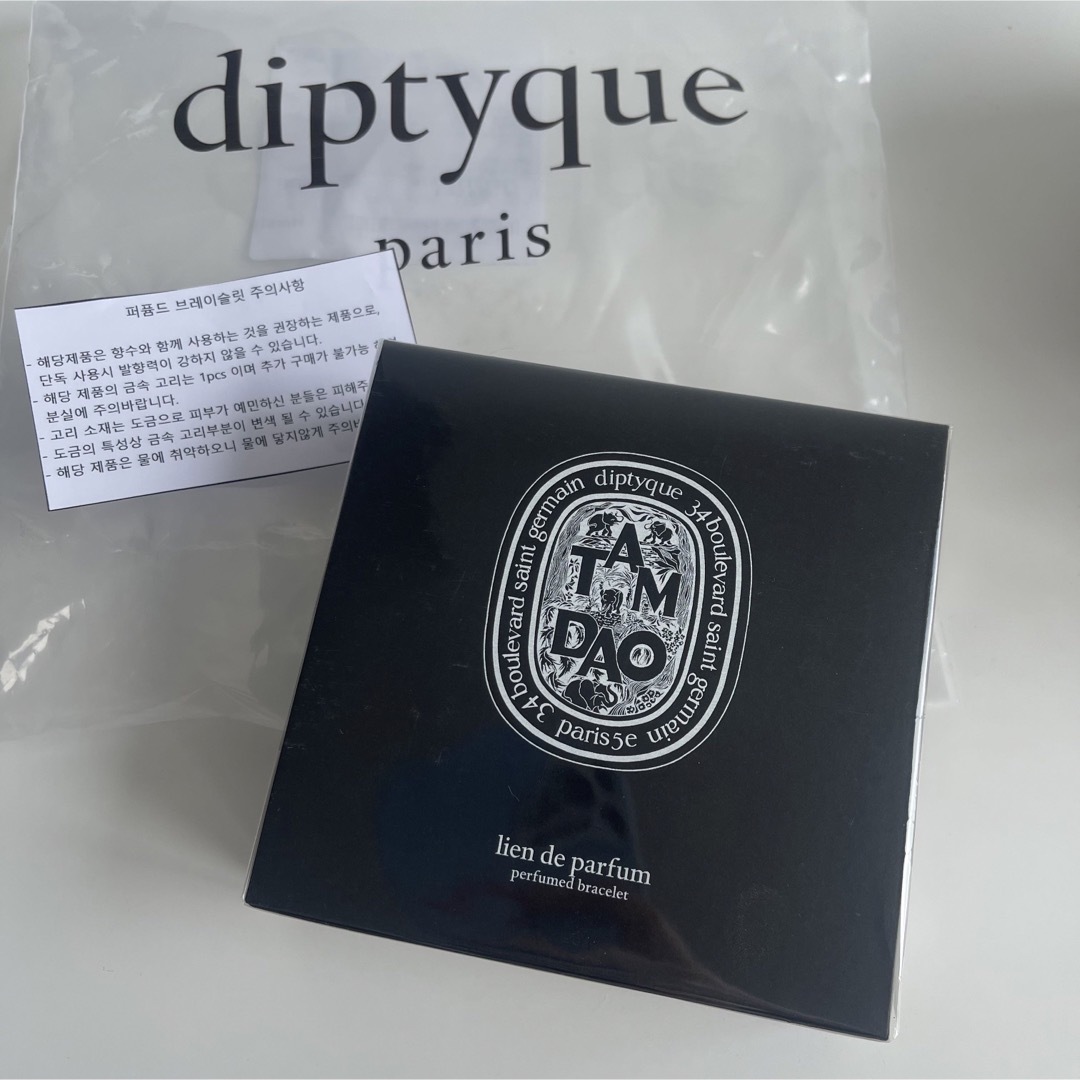 diptyque
paris
퍼퓸드 브레이슬릿 주의사항
- 해당제품은 향수와 함께 사용하는 것을 권장하는 제품으로,
단독 사용시 발향력이 강하지 않을 수 있습니다.
- 해당 제품의 금속 고리는 1pcs 이며 추가 구매가 불가능
분실에 주의바랍니다.
- 고리 소재는 도금으로 피부가 예민하신 분들은 피해주
- 도금의 특성상 금속 고리부분이 변색 될 수 있습니다
- 해당 제품은 물에 취약하오니 물에 닿지않게 주의바
diptyque 34 boulevard saint germain paris 5e 34 boulevard saint germain
TAM
DAO
lien de parfum
perfumed bracelet